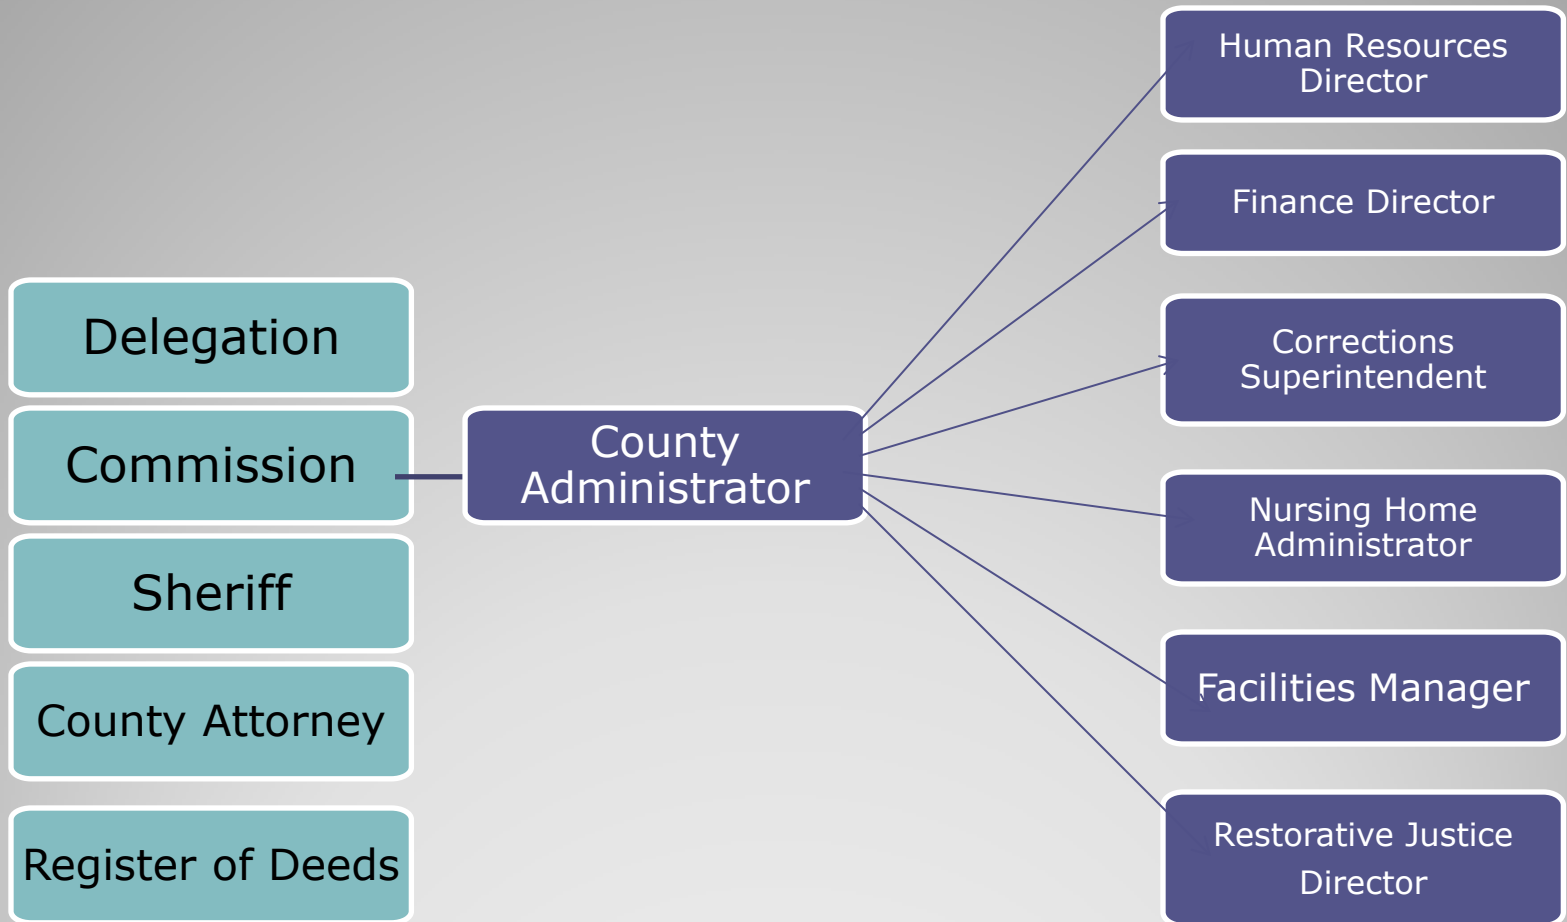 Delegation
Commission
Sheriff
County Attorney
Register of Deeds
County
Administrator
Human Resources
Director
Finance Director
Corrections
Superintendent
Nursing Home
Administrator
Facilities Manager
Restorative Justice
Director